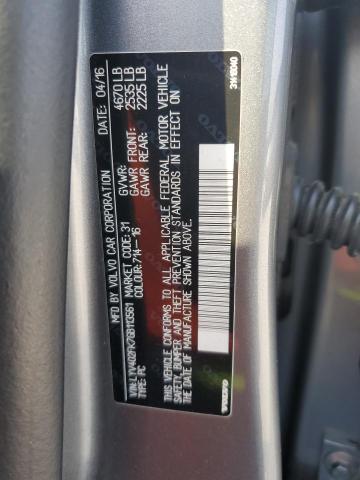 MFD BY VOLVO CAR CORPORATION DATE: 04/16
GVWR: 4670 LB
GAWR FRONT: 2535 LB
GAWR REAR: 2225 LB
VIN: LYV402FK7GB113561 MARKET CODE: 31
TYPE: PC COLOUR: 714-16
THIS VEHICLE CONFORMS TO ALL APPLICABLE FEDERAL MOTOR VEHICLE
SAFETY, BUMPER AND THEFT PREVENTION STANDARDS IN EFFECT ON
THE DATE OF MANUFACTURE SHOWN ABOVE
VOLVO